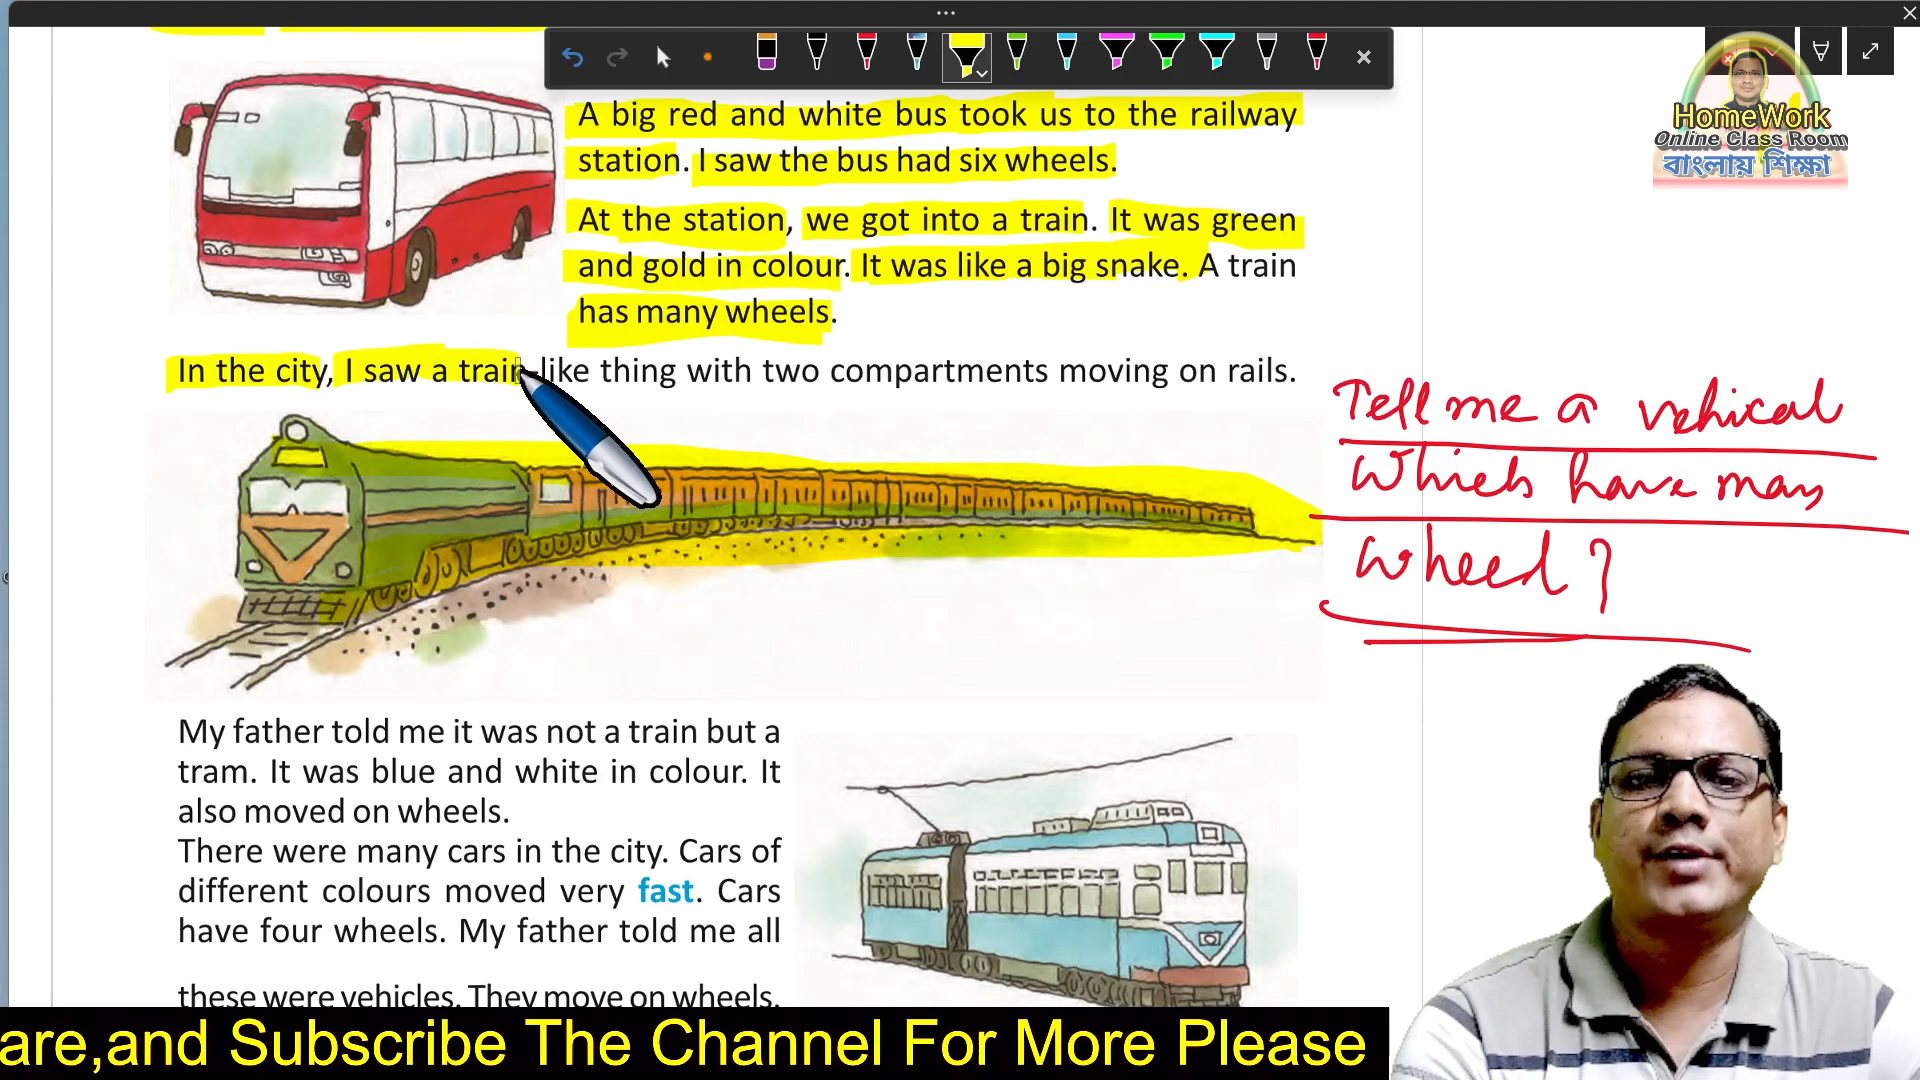 A big red and white bus took us to the railway
station. I saw the bus had six wheels.
At the station, we got into a train. It was green
and gold in colour. It was like a big snake. A train
has many wheels.
In the city, I saw a train-like thing with two compartments moving on rails.
My father told me it was not a train but a
tram. It was blue and white in colour. It
also moved on wheels.
There were many cars in the city. Cars of
different colours moved very fast. Cars
have four wheels. My father told me all
these were vehicles. They move on wheels.
HomeWork
Online Class Room
বাংলায় শিক্ষা
Tell me a vehical
which have many
wheel ?
are,and Subscribe The Channel For More Please